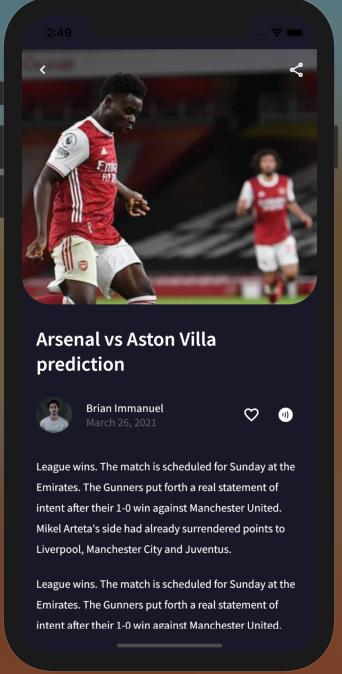 2:49
Arsenal vs Aston Villa
prediction
Brian Immanuel
March 26, 2021
League wins. The match is scheduled for Sunday at the
Emirates. The Gunners put forth a real statement of
intent after their 1-0 win against Manchester United.
Mikel Arteta's side had already surrendered points to
Liverpool, Manchester City and Juventus.
League wins. The match is scheduled for Sunday at the
Emirates. The Gunners put forth a real statement of
intent after their 1-0 win against Manchester United.